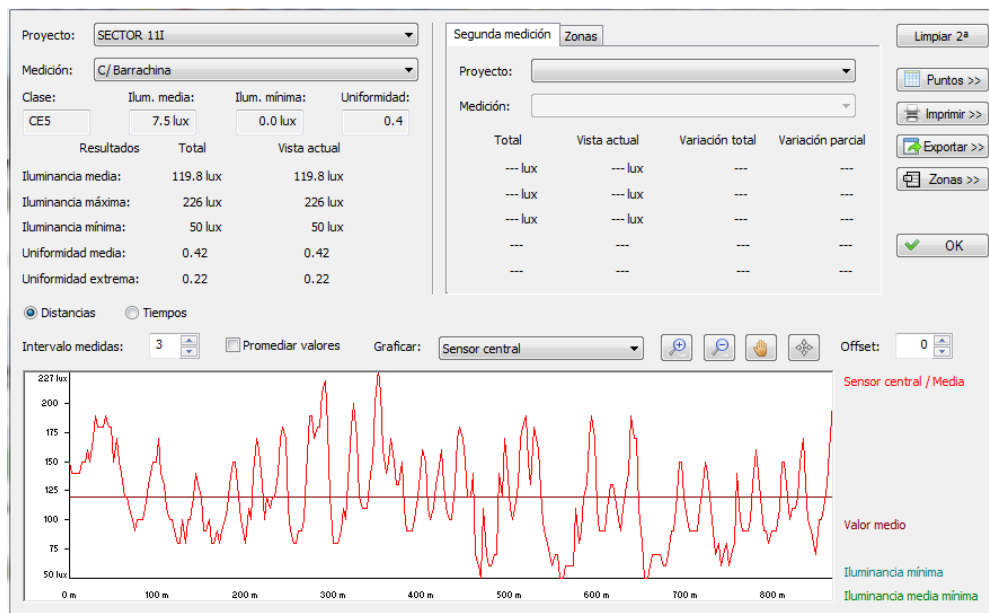 Proyecto: SECTOR 11I
Medición: C/ Barrachina
Clase: Ilum. media: Ilum. mínima: Uniformidad:
CE5 7.5 lux 0.0 lux 0.4
Resultados Total Vista actual
Iluminancia media: 119.8 lux 119.8 lux
Iluminancia máxima: 226 lux 226 lux
Iluminancia mínima: 50 lux 50 lux
Uniformidad media: 0.42 0.42
Uniformidad extrema: 0.22 0.22
Segunda medición Zonas
Proyecto:
Medición:
Total Vista actual Variación total Variación parcial
--- lux --- lux --- ---
--- lux --- lux --- ---
--- lux --- lux --- ---
--- --- --- ---
--- --- --- ---
Limpiar 2ª
Puntos >>
Imprimir >>
Exportar >>
Zonas >>
OK
Distancias Tiempos
Intervalo medidas: 3 Promediar valores Graficar: Sensor central Offset: 0
227 lux
200
175
150
125
100
75
50 lux
0 m 100 m 200 m 300 m 400 m 500 m 600 m 700 m 800 m
Sensor central / Media
Valor medio
Iluminancia mínima
Iluminancia media mínima